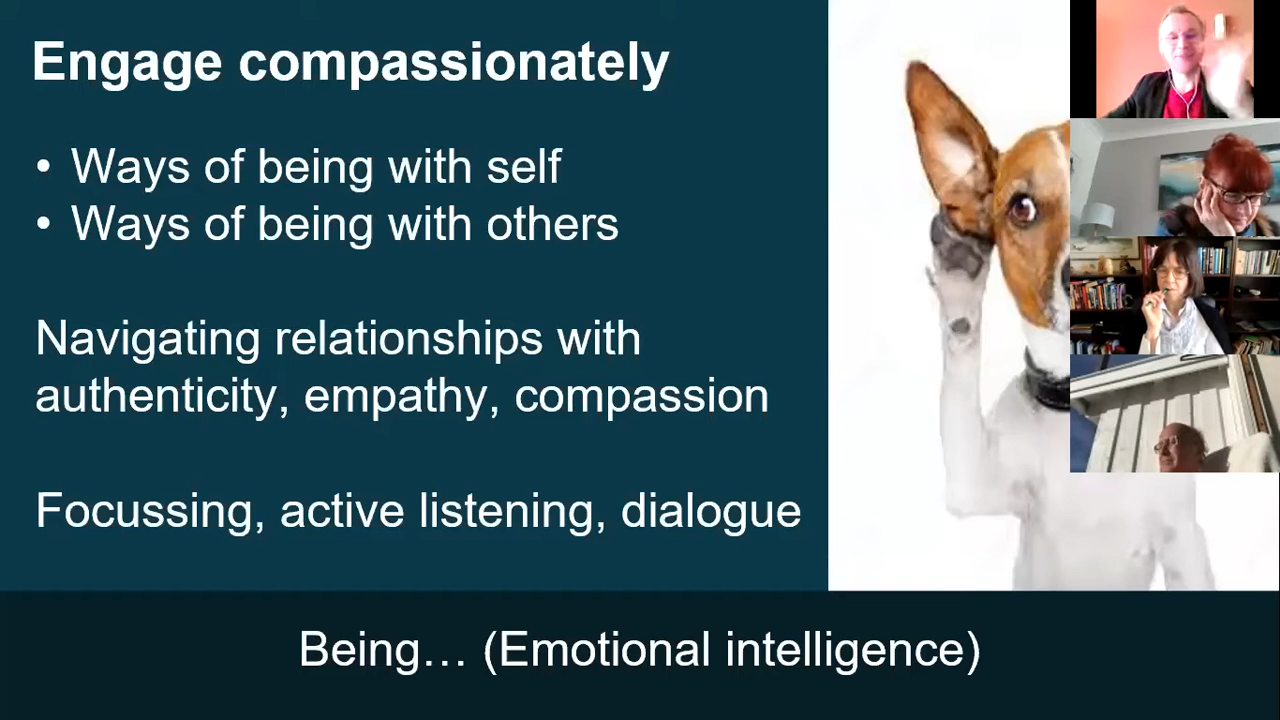 Engage compassionately
• Ways of being with self
• Ways of being with others
Navigating relationships with
authenticity, empathy, compassion
Focussing, active listening, dialogue
Being… (Emotional intelligence)